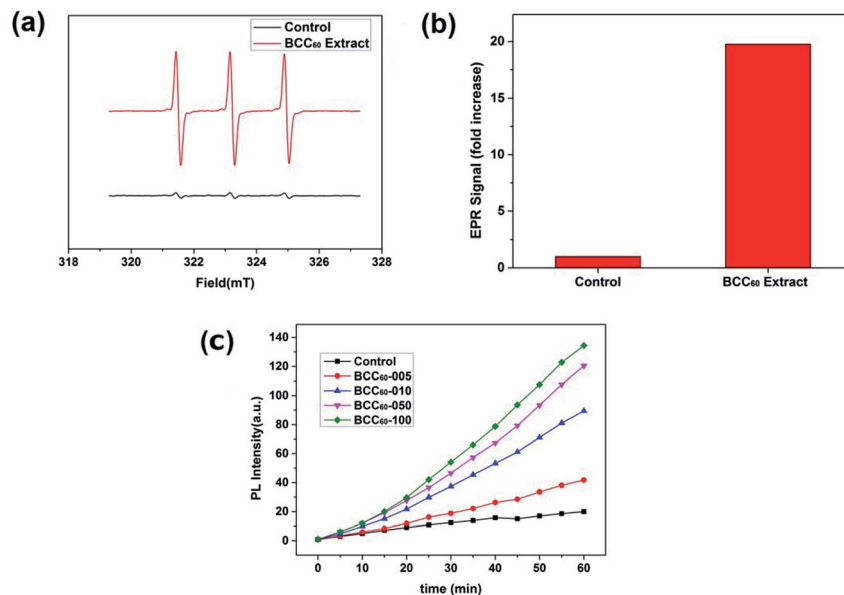 (a)
Control
BCC₆₀ Extract
318
320
322
324
326
328
Field(mT)
(b)
EPR Signal (fold increase)
20
15
10
5
0
Control
BCC₆₀ Extract
(c)
PL Intensity(a.u.)
140
120
100
80
60
40
20
0
Control
BCC₆₀-005
BCC₆₀-010
BCC₆₀-050
BCC₆₀-100
0
10
20
30
40
50
60
time (min)